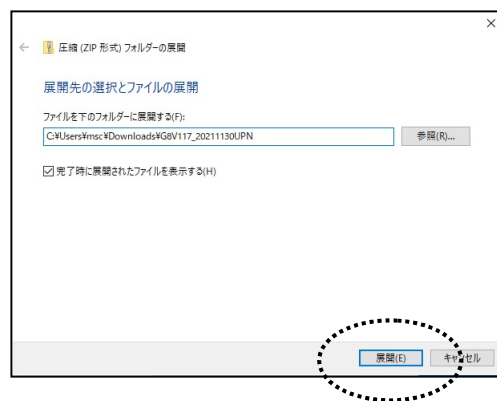 圧縮 (ZIP 形式) フォルダーの展開
展開先の選択とファイルの展開
ファイルを下のフォルダーに展開する(F):
C:¥Users¥msc¥Downloads¥G8V117_20211130UPN
参照(R)...
完了時に展開されたファイルを表示する(H)
展開(E)
キャンセル